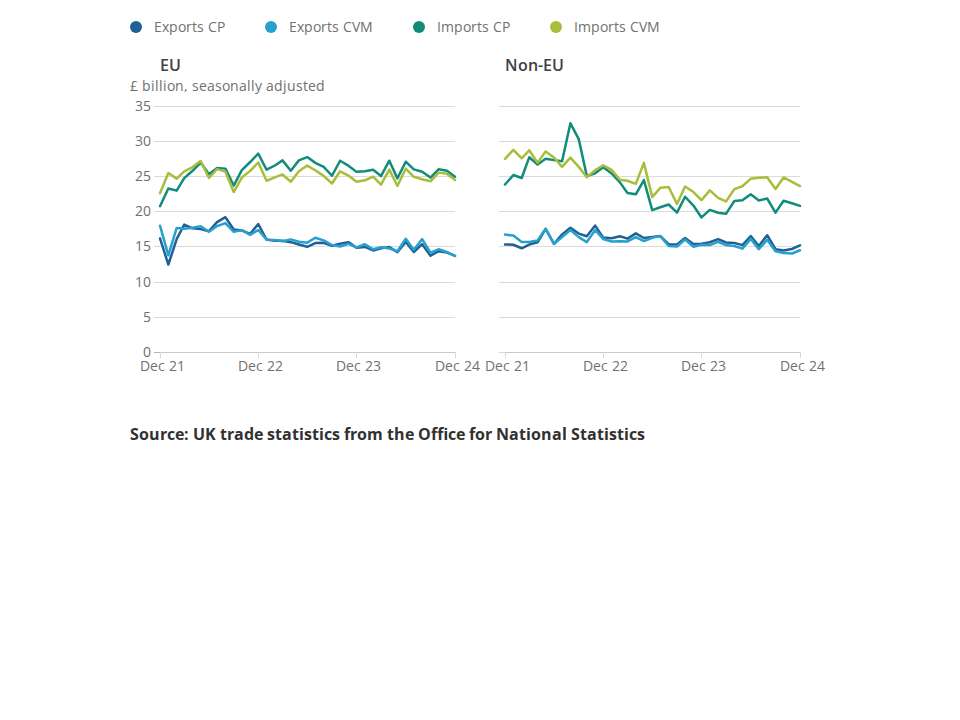 Exports CP Exports CVM Imports CP Imports CVM
EU Non-EU
£ billion, seasonally adjusted
35
30
25
20
15
10
5
0
Dec 21 Dec 22 Dec 23 Dec 24 Dec 21 Dec 22 Dec 23 Dec 24
Source: UK trade statistics from the Office for National Statistics